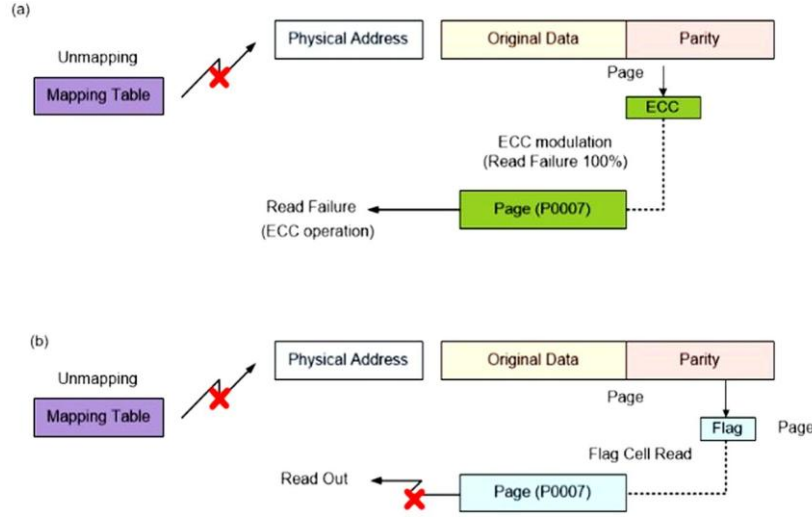 (a)
Physical Address
Original Data
Parity
Unmapping
Mapping Table
Page
ECC
ECC modulation
(Read Failure 100%)
Read Failure
(ECC operation)
Page (P0007)
(b)
Physical Address
Original Data
Parity
Unmapping
Mapping Table
Page
Flag
Page
Flag Cell Read
Read Out
Page (P0007)